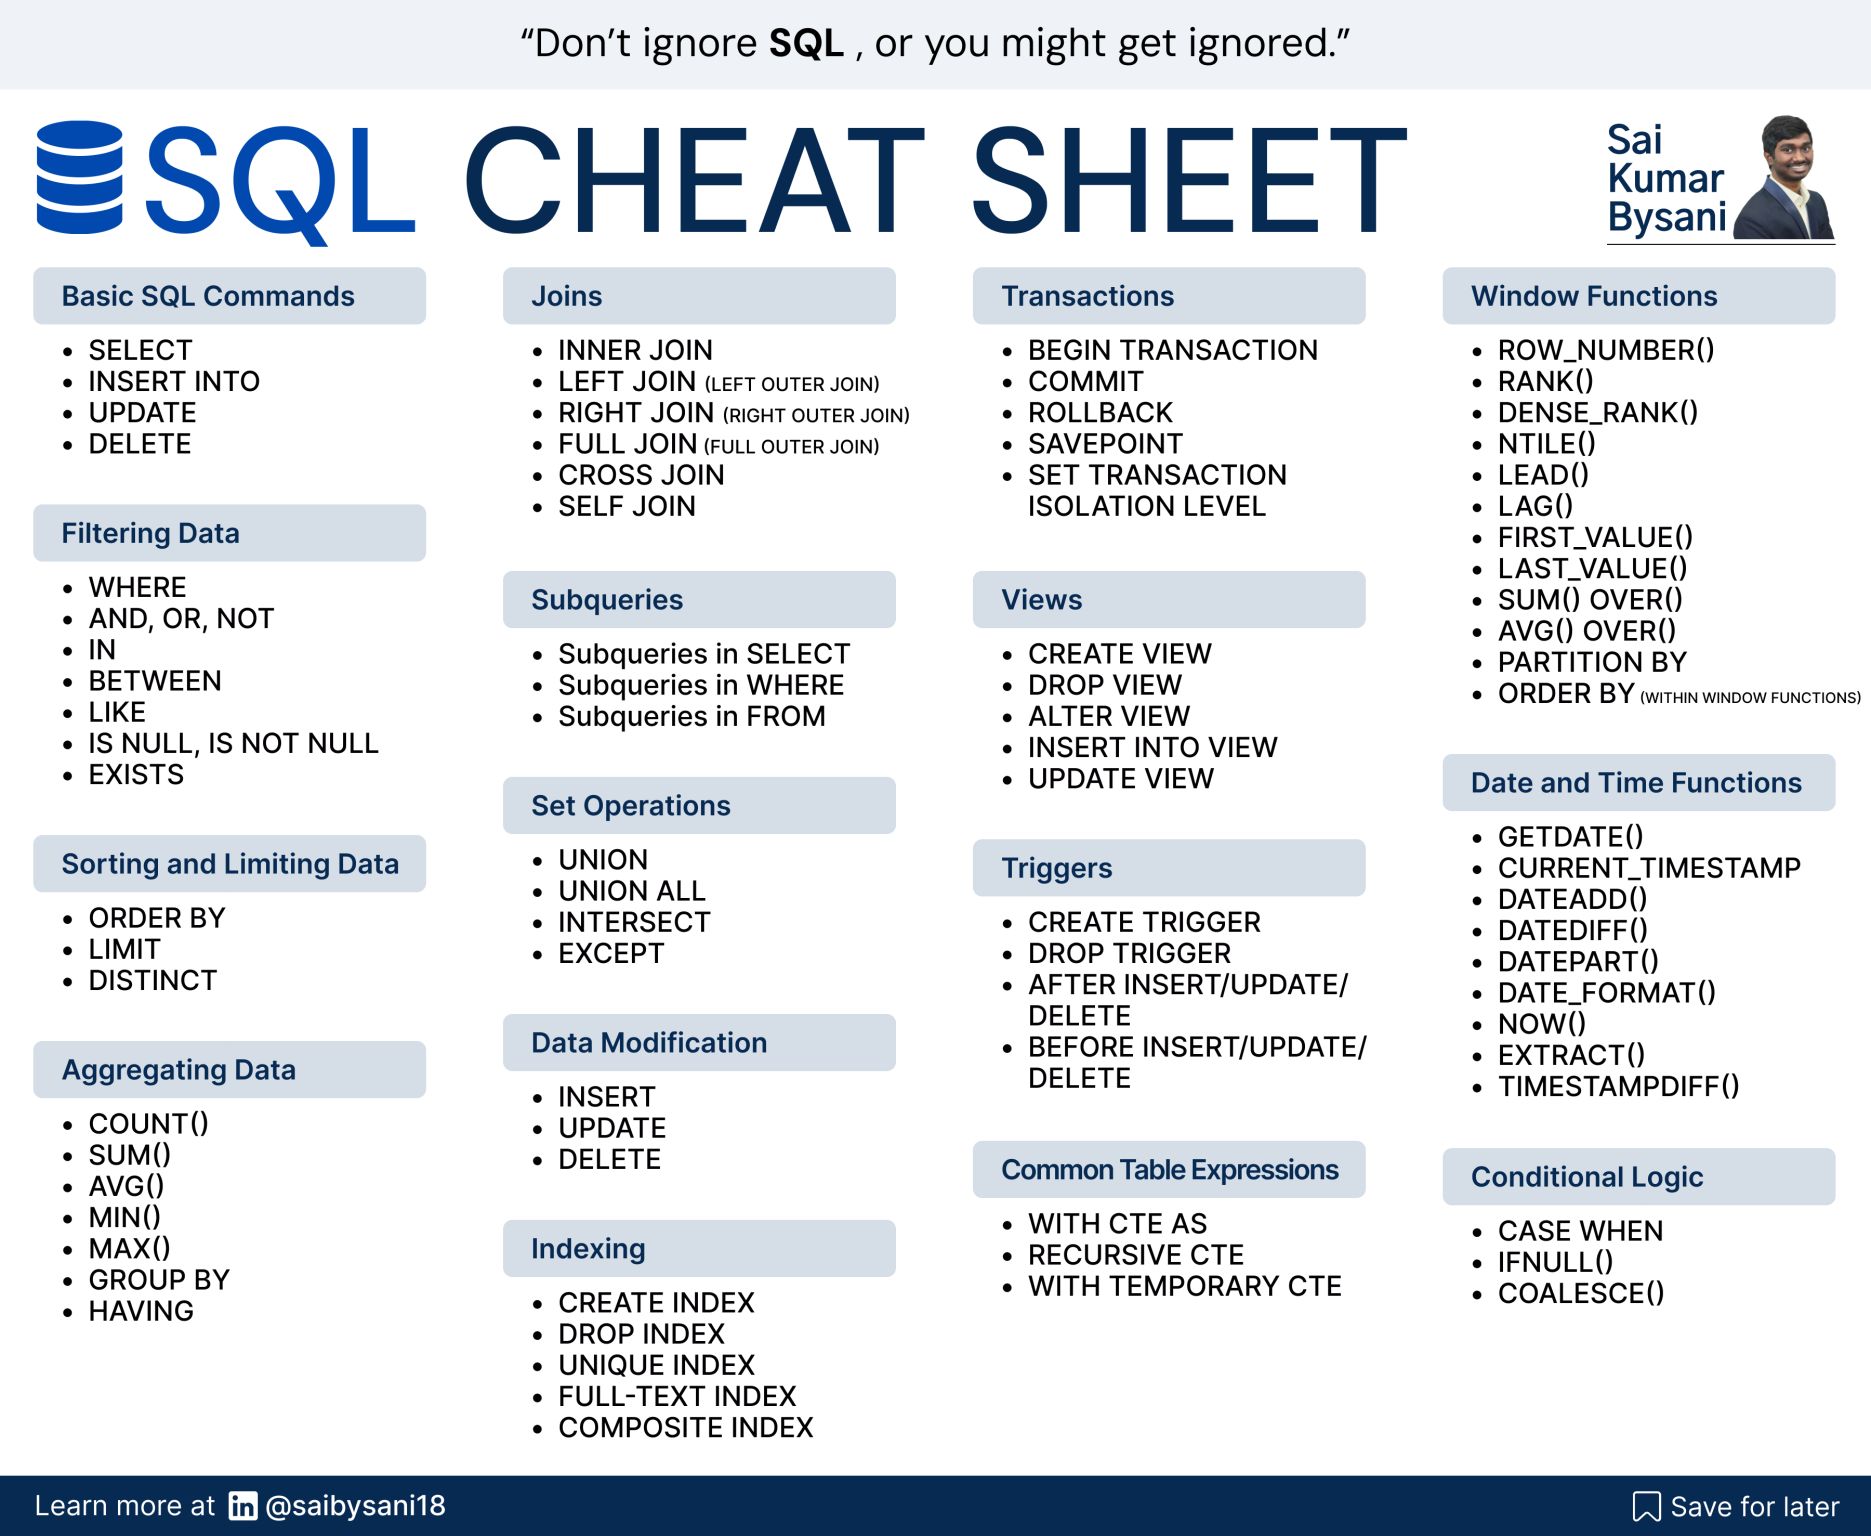 “Don’t ignore SQL , or you might get ignored.”
SQL CHEAT SHEET
Sai
Kumar
Bysani
Basic SQL Commands
• SELECT
• INSERT INTO
• UPDATE
• DELETE
Filtering Data
• WHERE
• AND, OR, NOT
• IN
• BETWEEN
• LIKE
• IS NULL, IS NOT NULL
• EXISTS
Sorting and Limiting Data
• ORDER BY
• LIMIT
• DISTINCT
Aggregating Data
• COUNT()
• SUM()
• AVG()
• MIN()
• MAX()
• GROUP BY
• HAVING
Joins
• INNER JOIN
• LEFT JOIN (LEFT OUTER JOIN)
• RIGHT JOIN (RIGHT OUTER JOIN)
• FULL JOIN (FULL OUTER JOIN)
• CROSS JOIN
• SELF JOIN
Subqueries
• Subqueries in SELECT
• Subqueries in WHERE
• Subqueries in FROM
Set Operations
• UNION
• UNION ALL
• INTERSECT
• EXCEPT
Data Modification
• INSERT
• UPDATE
• DELETE
Indexing
• CREATE INDEX
• DROP INDEX
• UNIQUE INDEX
• FULL-TEXT INDEX
• COMPOSITE INDEX
Transactions
• BEGIN TRANSACTION
• COMMIT
• ROLLBACK
• SAVEPOINT
• SET TRANSACTION
ISOLATION LEVEL
Views
• CREATE VIEW
• DROP VIEW
• ALTER VIEW
• INSERT INTO VIEW
• UPDATE VIEW
Triggers
• CREATE TRIGGER
• DROP TRIGGER
• AFTER INSERT/UPDATE/
DELETE
• BEFORE INSERT/UPDATE/
DELETE
Common Table Expressions
• WITH CTE AS
• RECURSIVE CTE
• WITH TEMPORARY CTE
Window Functions
• ROW_NUMBER()
• RANK()
• DENSE_RANK()
• NTILE()
• LEAD()
• LAG()
• FIRST_VALUE()
• LAST_VALUE()
• SUM() OVER()
• AVG() OVER()
• PARTITION BY
• ORDER BY (WITHIN WINDOW FUNCTIONS)
Date and Time Functions
• GETDATE()
• CURRENT_TIMESTAMP
• DATEADD()
• DATEDIFF()
• DATEPART()
• DATE_FORMAT()
• NOW()
• EXTRACT()
• TIMESTAMPDIFF()
Conditional Logic
• CASE WHEN
• IFNULL()
• COALESCE()
Learn more at in @saibysani18
Save for later